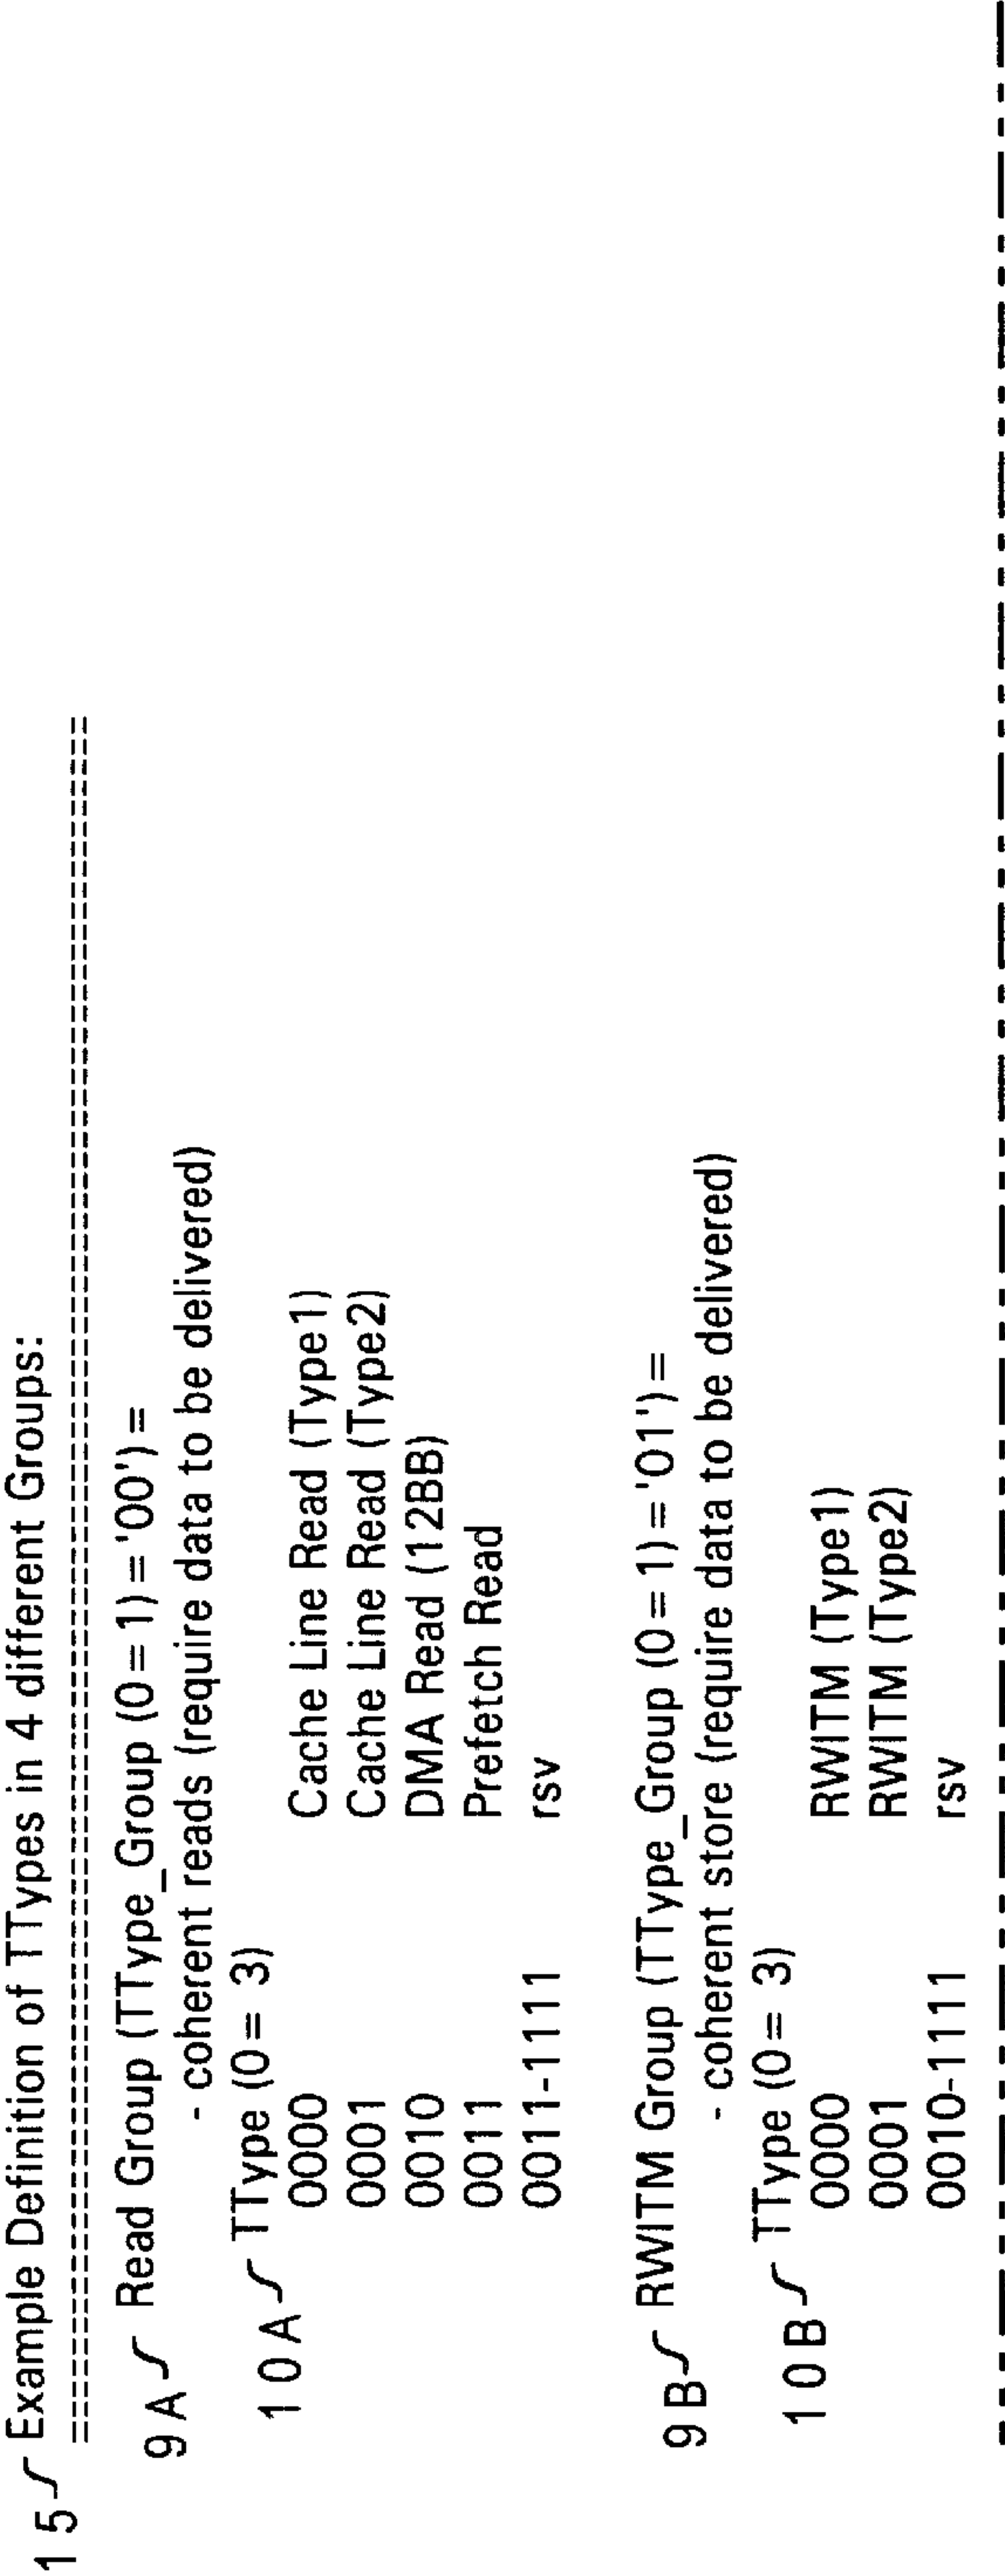 15 Example Definition of TTypes in 4 different Groups:
9A Read Group (TType_Group (0=1)='00')=
- coherent reads (require data to be delivered)
10A TType (0= 3)
0000 Cache Line Read (Type1)
0001 Cache Line Read (Type2)
0010 DMA Read (12BB)
0011 Prefetch Read
0011-1111 rsv
9B RWITM Group (TType_Group (0=1)='01')=
- coherent store (require data to be delivered)
10B TType (0= 3)
0000 RWITM (Type1)
0001 RWITM (Type2)
0010-1111 rsv